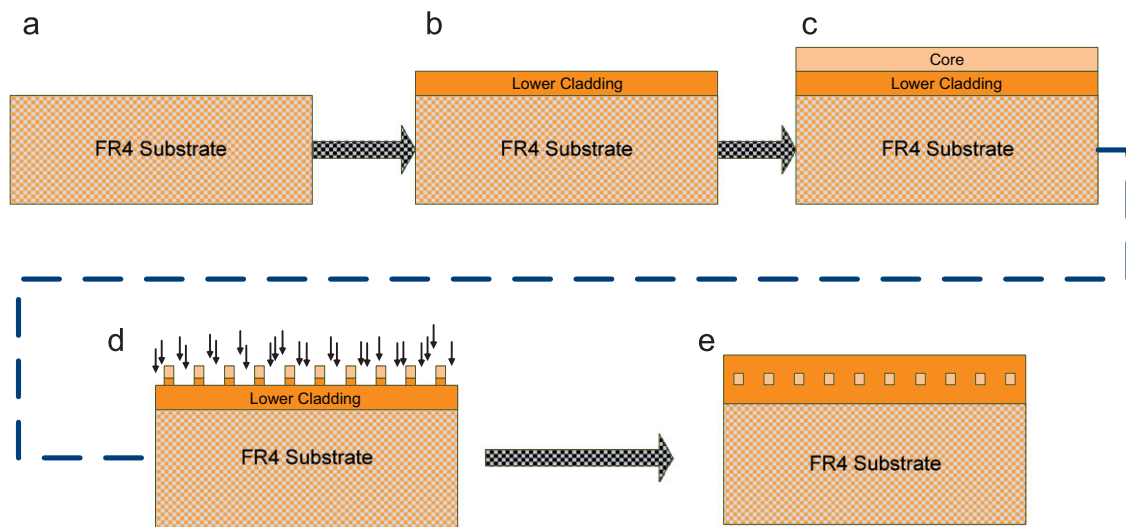 a
b
c
FR4 Substrate
Lower Cladding
FR4 Substrate
Core
Lower Cladding
FR4 Substrate
d
e
Lower Cladding
FR4 Substrate
FR4 Substrate